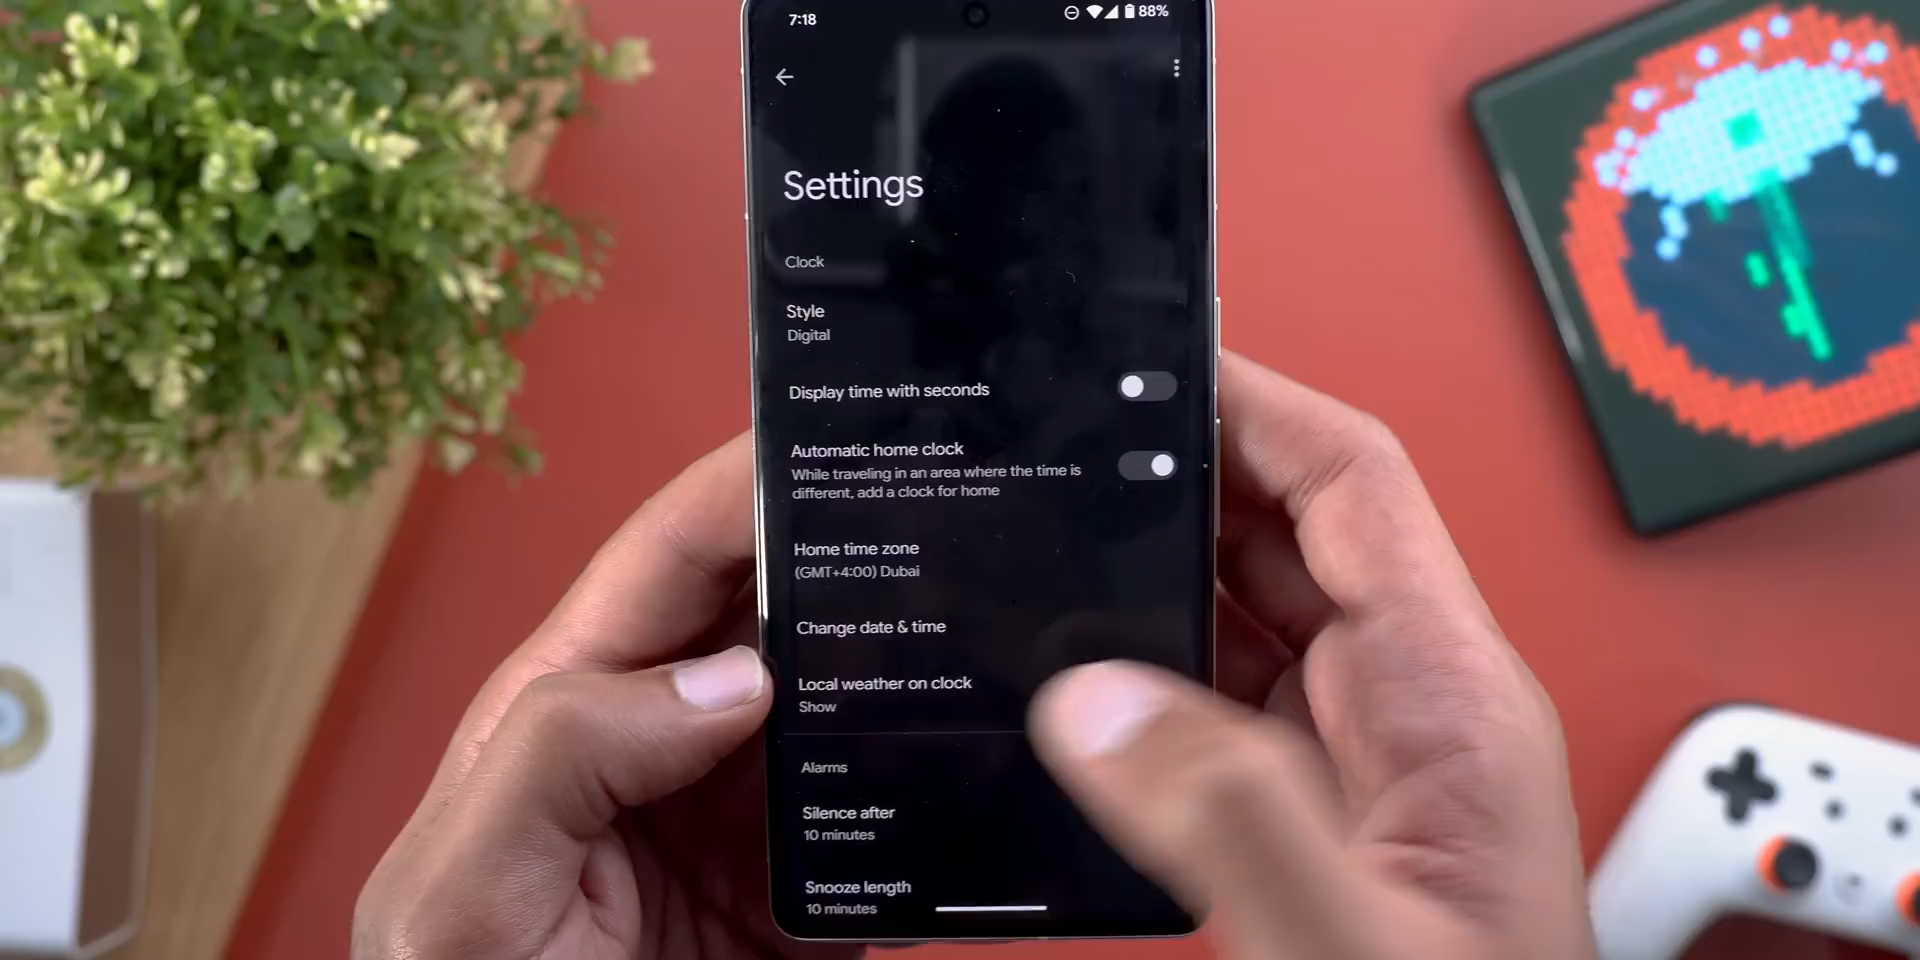 7:18
88%
Settings
Clock
Style
Digital
Display time with seconds
Automatic home clock
While traveling in an area where the time is
different, add a clock for home
Home time zone
(GMT+4:00) Dubai
Change date & time
Local weather on clock
Show
Alarms
Silence after
10 minutes
Snooze length
10 minutes